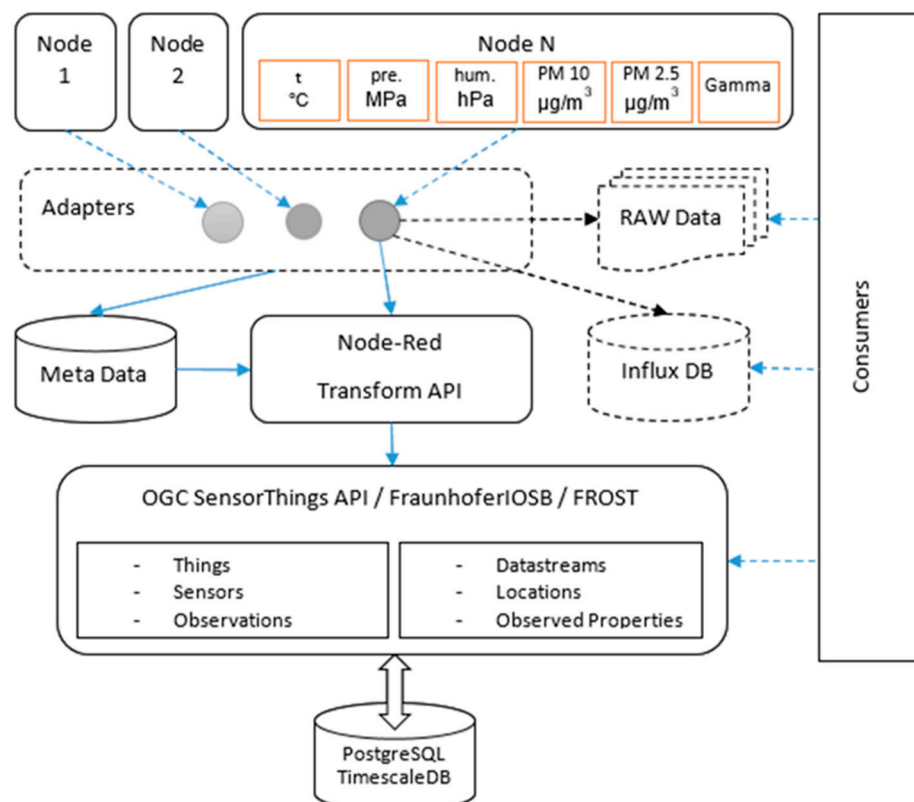 Node
1
Node
2
Node N
t
°C
pre.
MPa
hum.
hPa
PM 10
µg/m³
PM 2.5
µg/m³
Gamma
Adapters
RAW Data
Meta Data
Node-Red
Transform API
Influx DB
Consumers
OGC SensorThings API / FraunhoferIOSB / FROST
- Things
- Sensors
- Observations
- Datastreams
- Locations
- Observed Properties
PostgreSQL
TimescaleDB